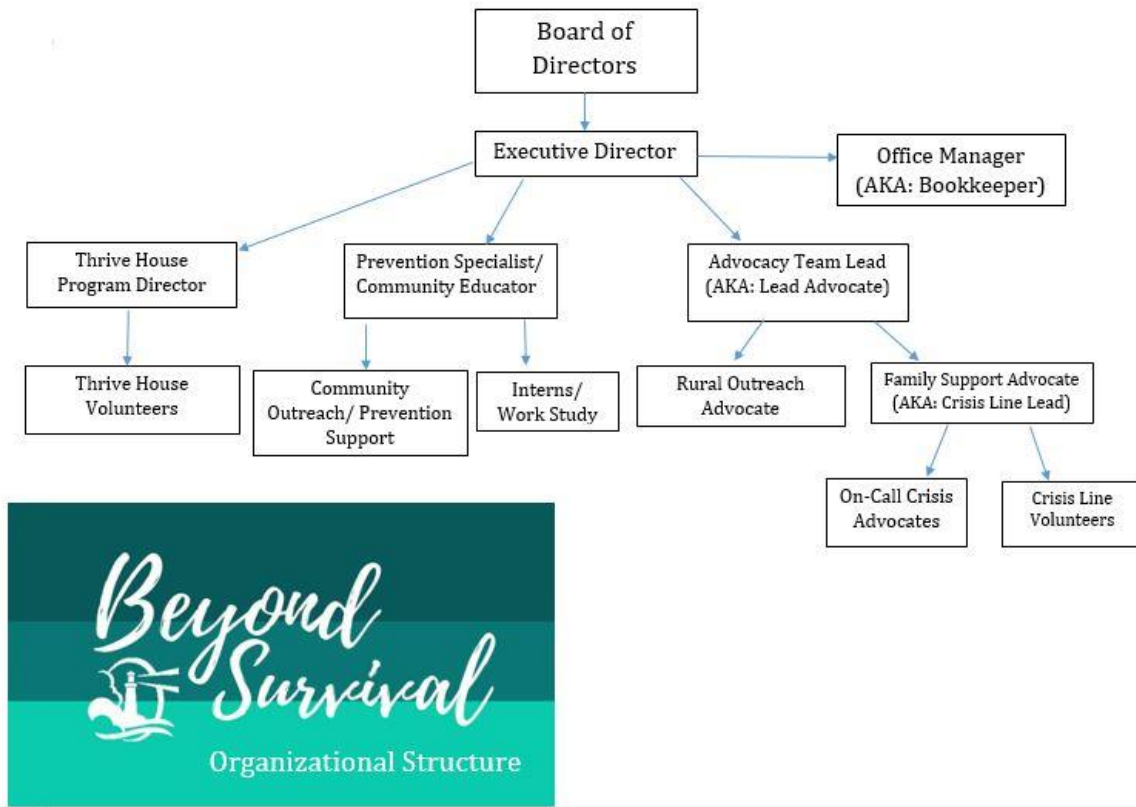 Board of
Directors
Executive Director
Office Manager
(AKA: Bookkeeper)
Thrive House
Program Director
Prevention Specialist/
Community Educator
Advocacy Team Lead
(AKA: Lead Advocate)
Thrive House
Volunteers
Community
Outreach/ Prevention
Support
Interns/
Work Study
Rural Outreach
Advocate
Family Support Advocate
(AKA: Crisis Line Lead)
On-Call Crisis
Advocates
Crisis Line
Volunteers
Beyond
Survival
Organizational Structure